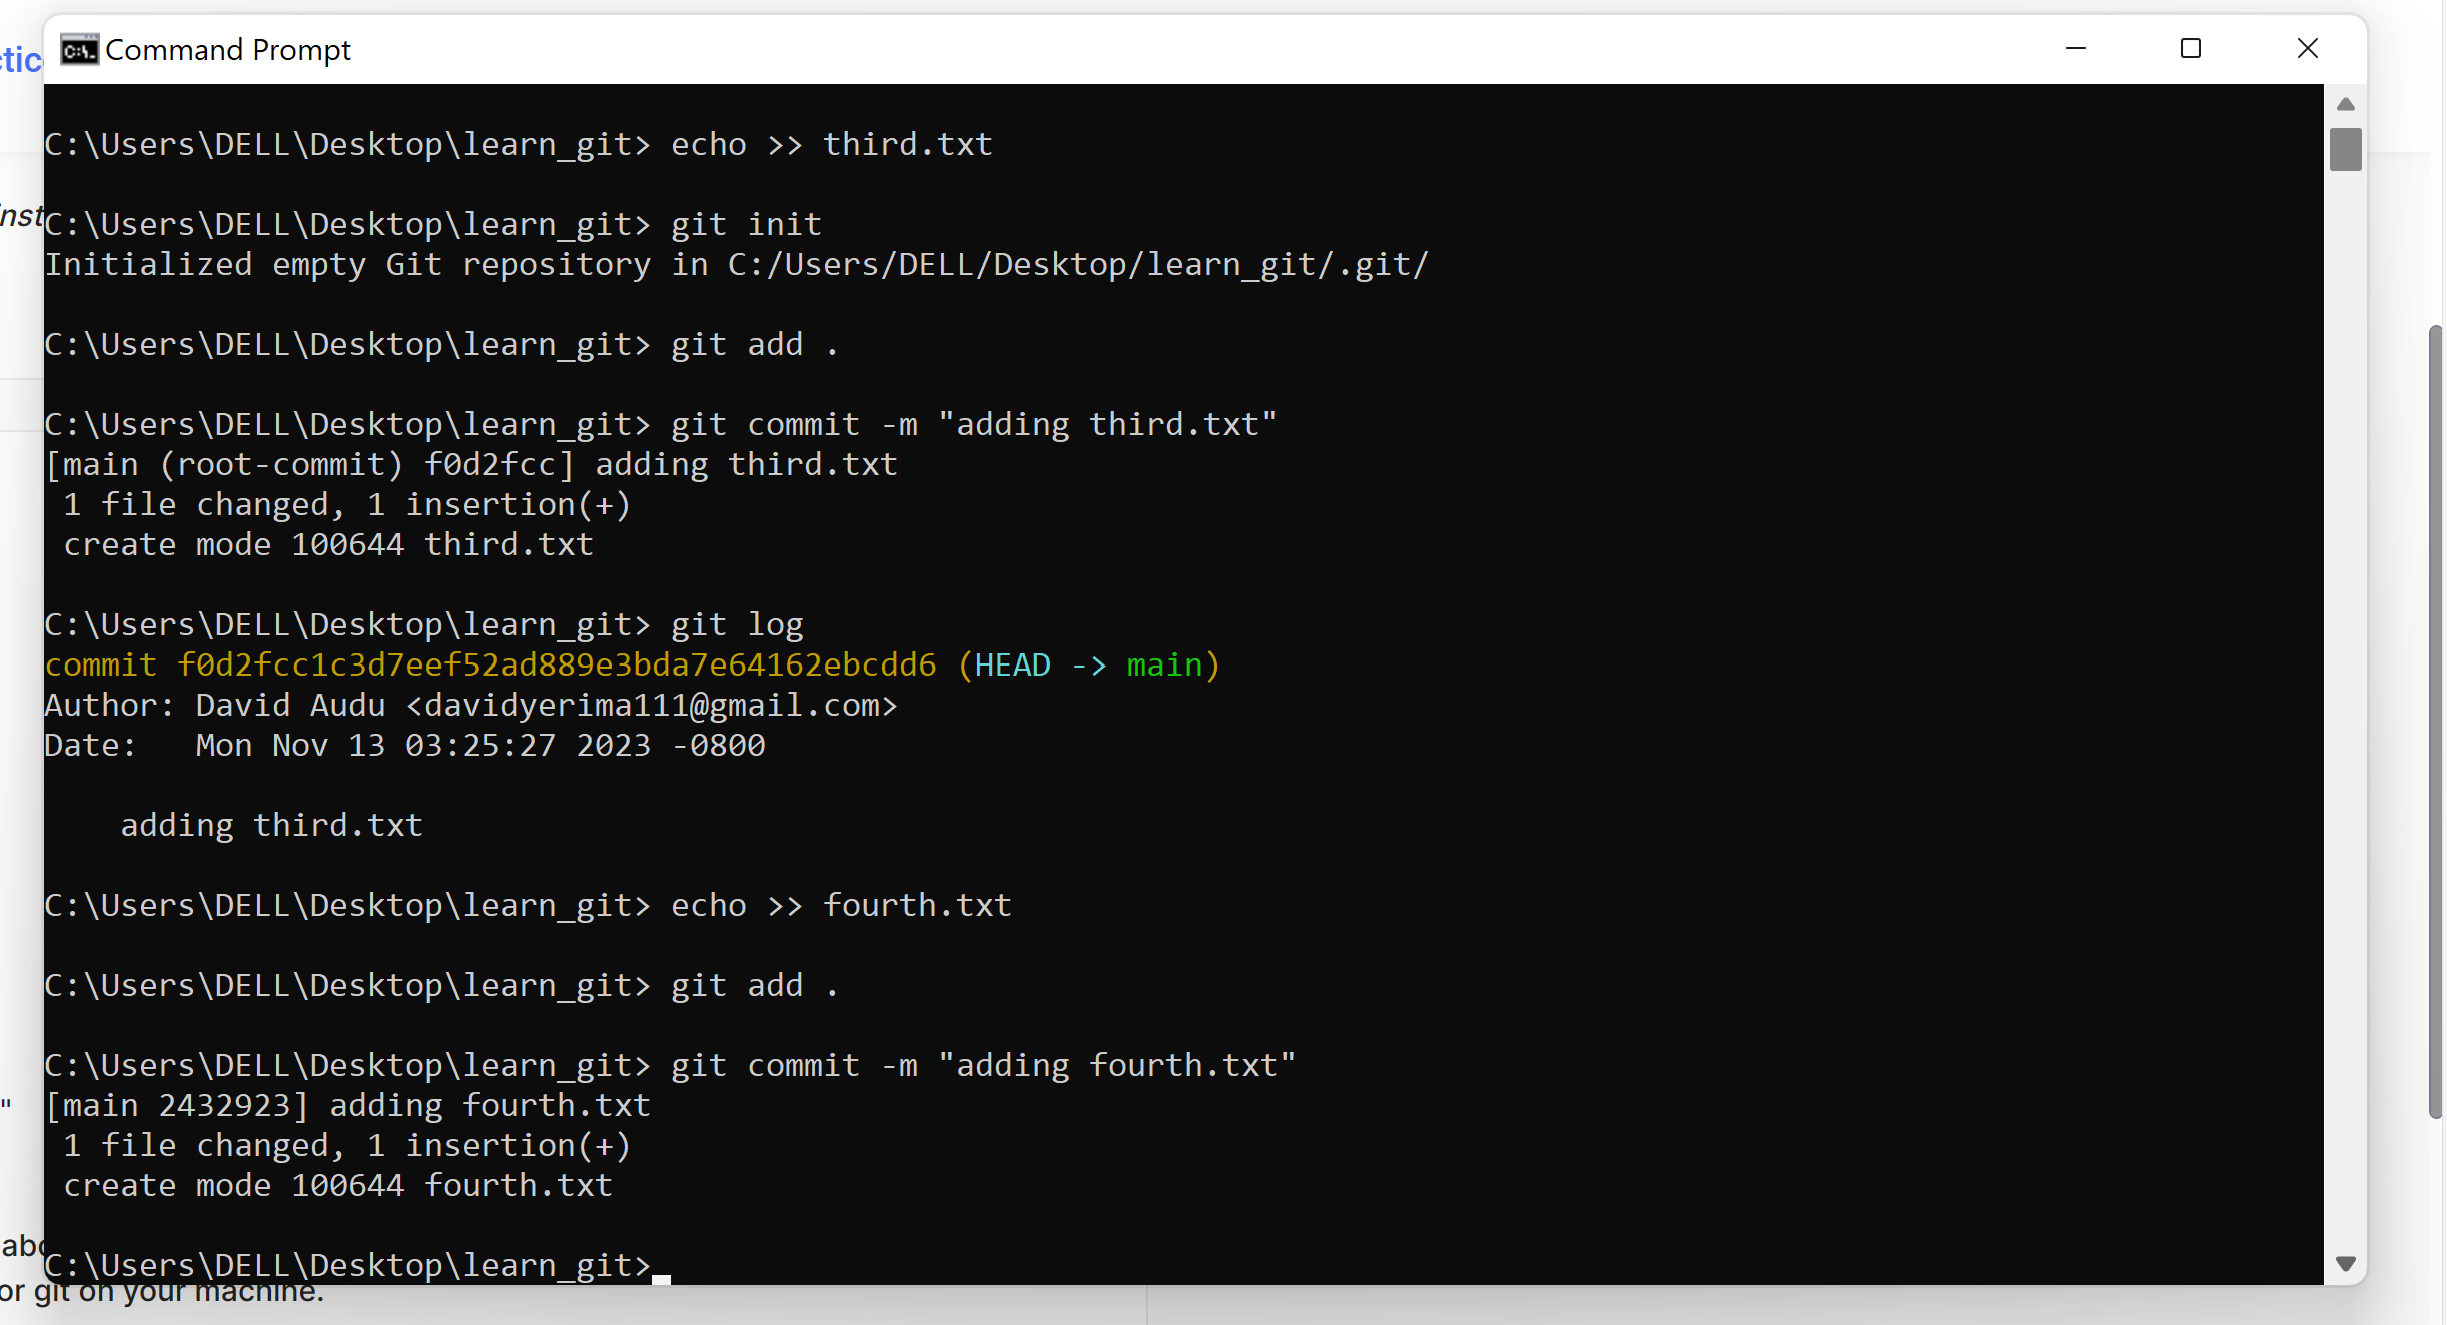 Command Prompt
C:\Users\DELL\Desktop\learn_git> echo >> third.txt
C:\Users\DELL\Desktop\learn_git> git init
Initialized empty Git repository in C:/Users/DELL/Desktop/learn_git/.git/
C:\Users\DELL\Desktop\learn_git> git add .
C:\Users\DELL\Desktop\learn_git> git commit -m "adding third.txt"
[main (root-commit) f0d2fcc] adding third.txt
 1 file changed, 1 insertion(+)
 create mode 100644 third.txt
C:\Users\DELL\Desktop\learn_git> git log
commit f0d2fcc1c3d7eef52ad889e3bda7e64162ebcdd6 (HEAD -> main)
Author: David Audu <davidyerima111@gmail.com>
Date:   Mon Nov 13 03:25:27 2023 -0800
    adding third.txt
C:\Users\DELL\Desktop\learn_git> echo >> fourth.txt
C:\Users\DELL\Desktop\learn_git> git add .
C:\Users\DELL\Desktop\learn_git> git commit -m "adding fourth.txt"
[main 2432923] adding fourth.txt
 1 file changed, 1 insertion(+)
 create mode 100644 fourth.txt
C:\Users\DELL\Desktop\learn_git>
or git on your machine.